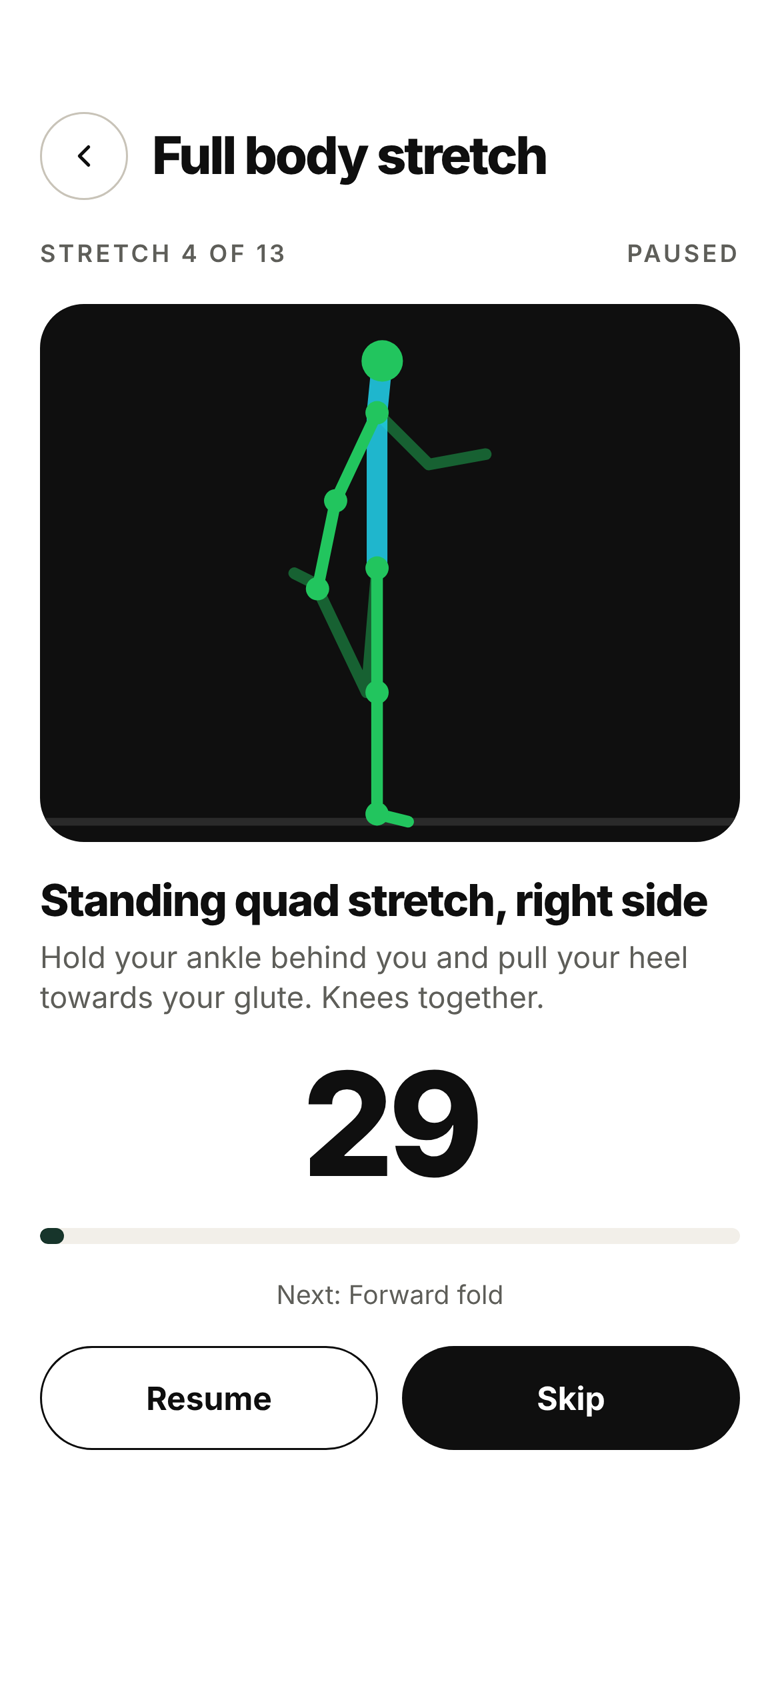 Full body stretch
STRETCH 4 OF 13
PAUSED
Standing quad stretch, right side
Hold your ankle behind you and pull your heel
towards your glute. Knees together.
29
Next: Forward fold
Resume
Skip